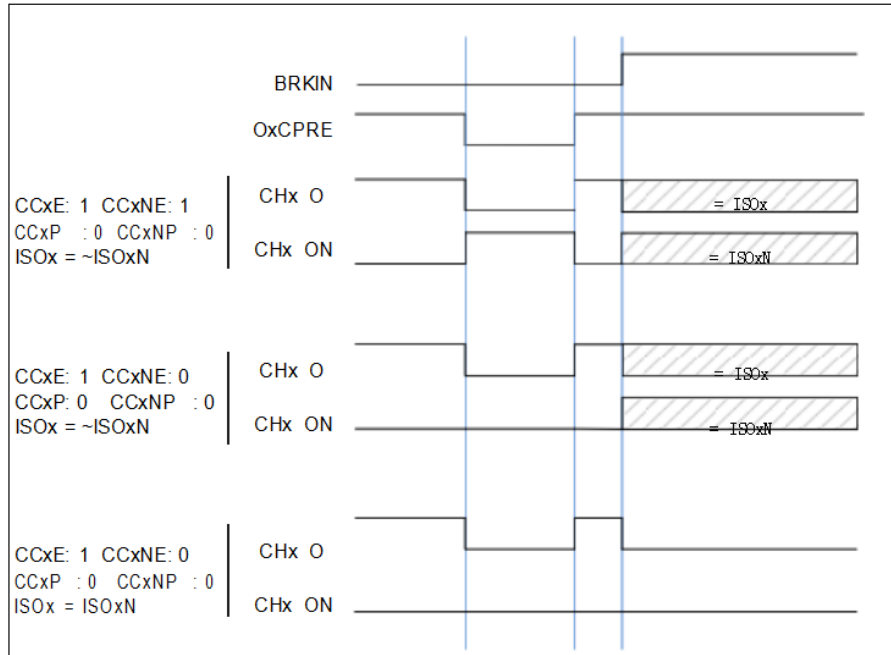 BRKIN
OxCPRE
CCxE: 1 CCxNE: 1
CCxP : 0 CCxNP : 0
ISOx = ~ISOxN
CHx O
= ISOx
CHx ON
= ISOxN
CCxE: 1 CCxNE: 0
CCxP: 0 CCxNP : 0
ISOx = ~ISOxN
CHx O
= ISOx
CHx ON
= ISOxN
CCxE: 1 CCxNE: 0
CCxP : 0 CCxNP : 0
ISOx = ISOxN
CHx O
CHx ON